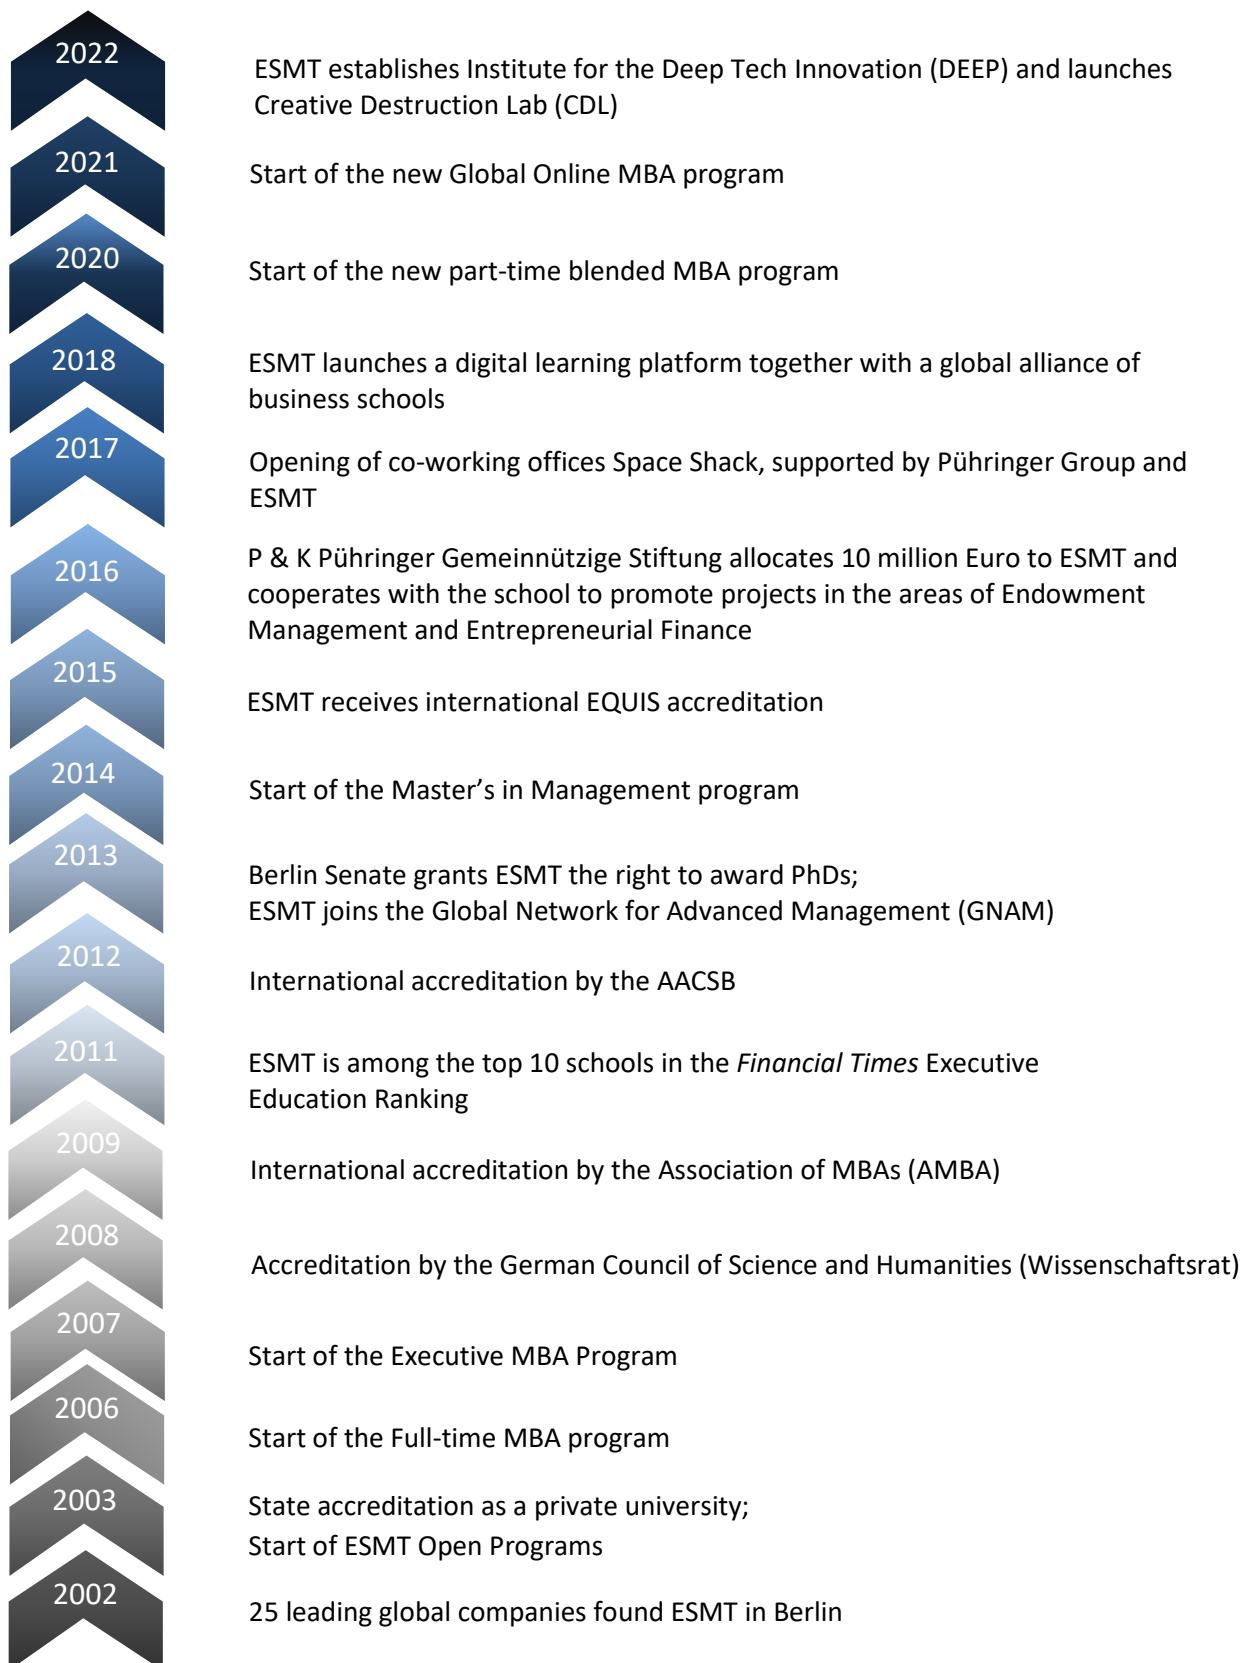 2022
ESMT establishes Institute for the Deep Tech Innovation (DEEP) and launches
Creative Destruction Lab (CDL)
2021
Start of the new Global Online MBA program
2020
Start of the new part-time blended MBA program
2018
ESMT launches a digital learning platform together with a global alliance of
business schools
2017
Opening of co-working offices Space Shack, supported by Pühringer Group and
ESMT
2016
P & K Pühringer Gemeinnützige Stiftung allocates 10 million Euro to ESMT and
cooperates with the school to promote projects in the areas of Endowment
Management and Entrepreneurial Finance
2015
ESMT receives international EQUIS accreditation
2014
Start of the Master’s in Management program
2013
Berlin Senate grants ESMT the right to award PhDs;
ESMT joins the Global Network for Advanced Management (GNAM)
2012
International accreditation by the AACSB
2011
ESMT is among the top 10 schools in the Financial Times Executive
Education Ranking
2009
International accreditation by the Association of MBAs (AMBA)
2008
Accreditation by the German Council of Science and Humanities (Wissenschaftsrat)
2007
Start of the Executive MBA Program
2006
Start of the Full-time MBA program
2003
State accreditation as a private university;
Start of ESMT Open Programs
2002
25 leading global companies found ESMT in Berlin